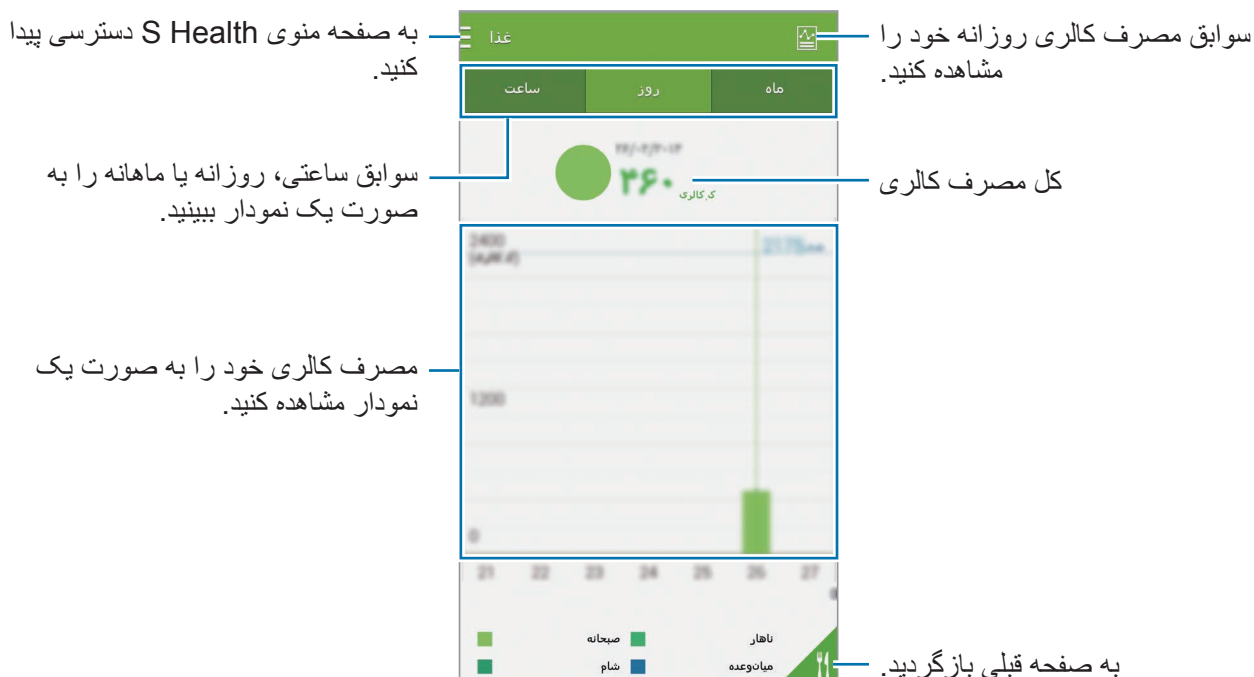 به صفحه منوی S Health دسترسی پیدا
کنید.
غذا
سوابق مصرف کالری روزانه خود را
مشاهده کنید.
ساعت
روز
ماه
سوابق ساعتی، روزانه یا ماهانه را به
صورت یک نمودار ببینید.
۴۶۰
ک.کالری
کل مصرف کالری
2400
2175
مصرف کالری خود را به صورت یک
نمودار مشاهده کنید.
1200
0
21 22 23 24 25 26 27
صبحانه
ناهار
شام
میان‌وعده
به صفحه قبلی بازگردید.